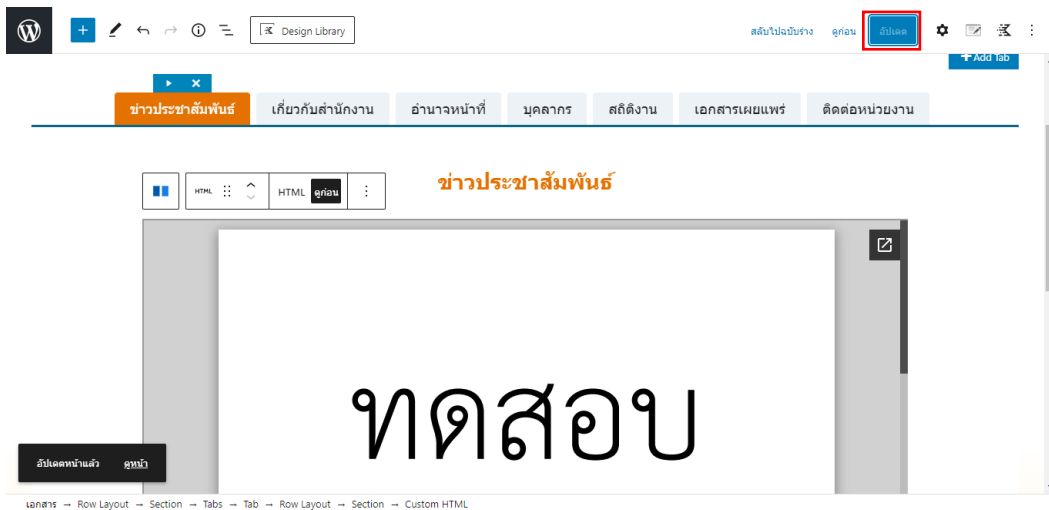 Design Library
สลับไปฉบับร่าง ดูก่อน อัปเดต
+ Add Tab
ข่าวประชาสัมพันธ์ เกี่ยวกับสำนักงาน อำนาจหน้าที่ บุคลากร สถิติงาน เอกสารเผยแพร่ ติดต่อหน่วยงาน
ข่าวประชาสัมพันธ์
HTML HTML ดูก่อน
ทดสอบ
อัปเดตหน้าแล้ว ดูหน้า
เอกสาร → Row Layout → Section → Tabs → Tab → Row Layout → Section → Custom HTML